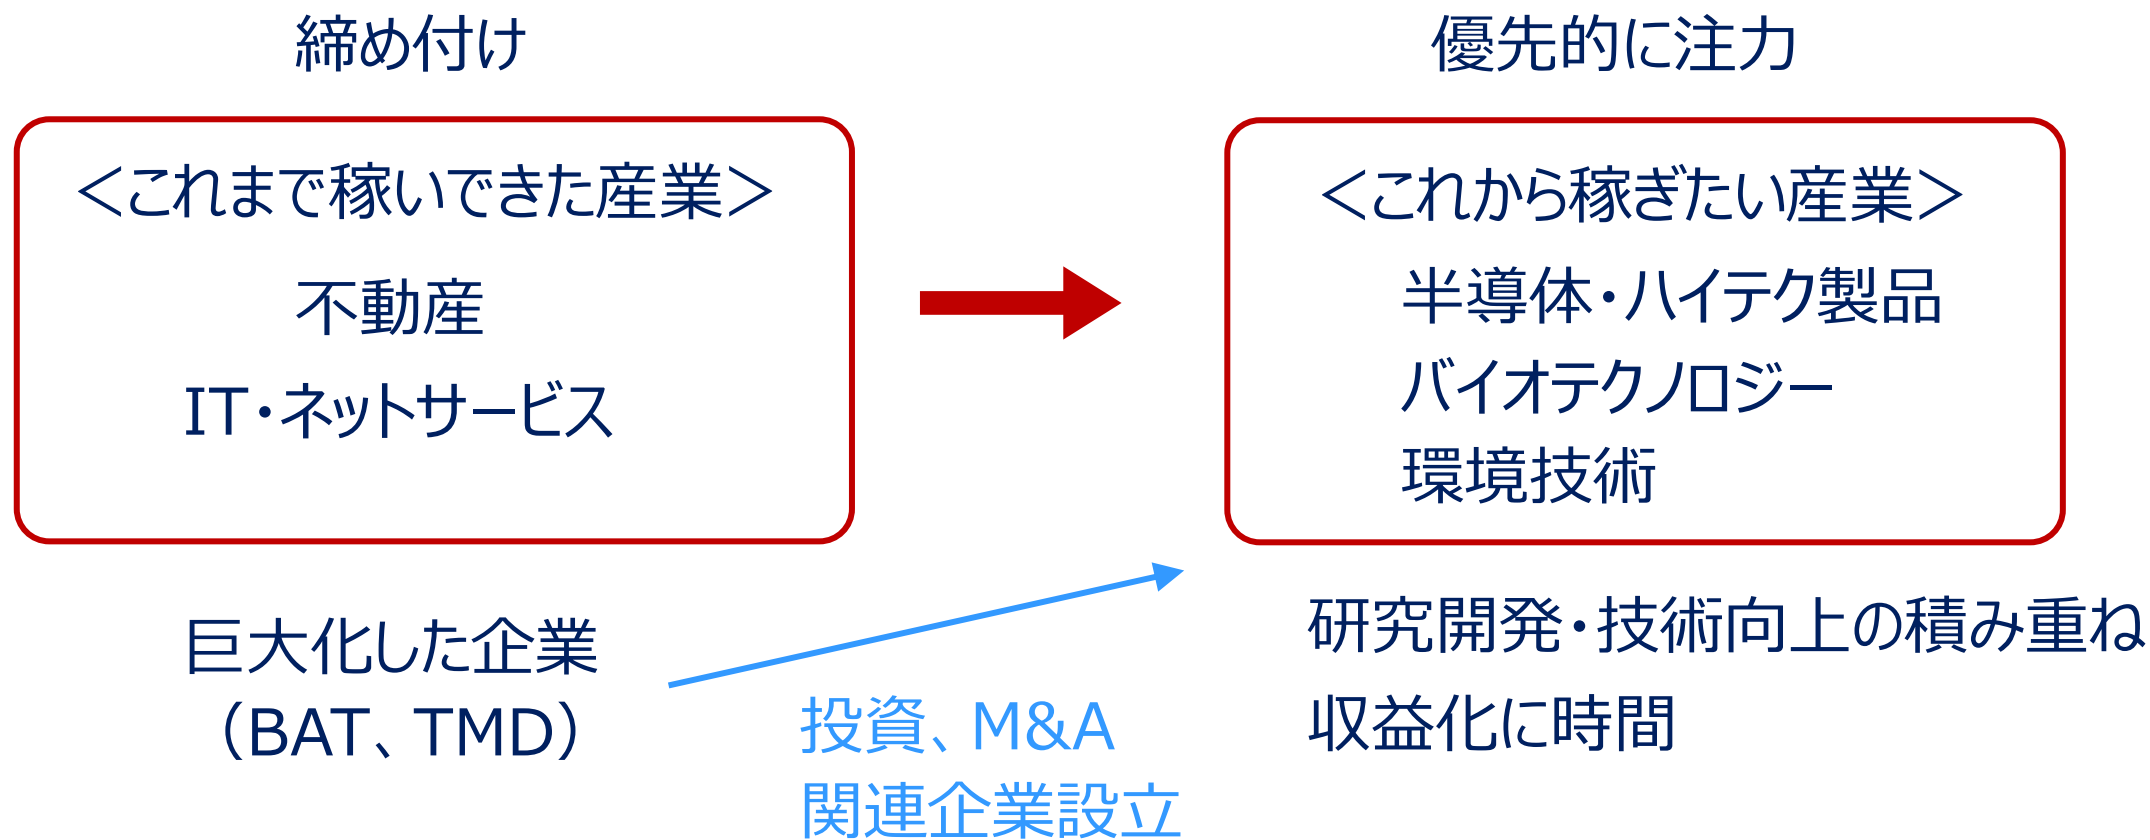 締め付け
＜これまで稼いできた産業＞
不動産
IT・ネットサービス
巨大化した企業
（BAT、TMD）
投資、M&A
関連企業設立
優先的に注力
＜これから稼ぎたい産業＞
半導体・ハイテク製品
バイオテクノロジー
環境技術
研究開発・技術向上の積み重ね
収益化に時間